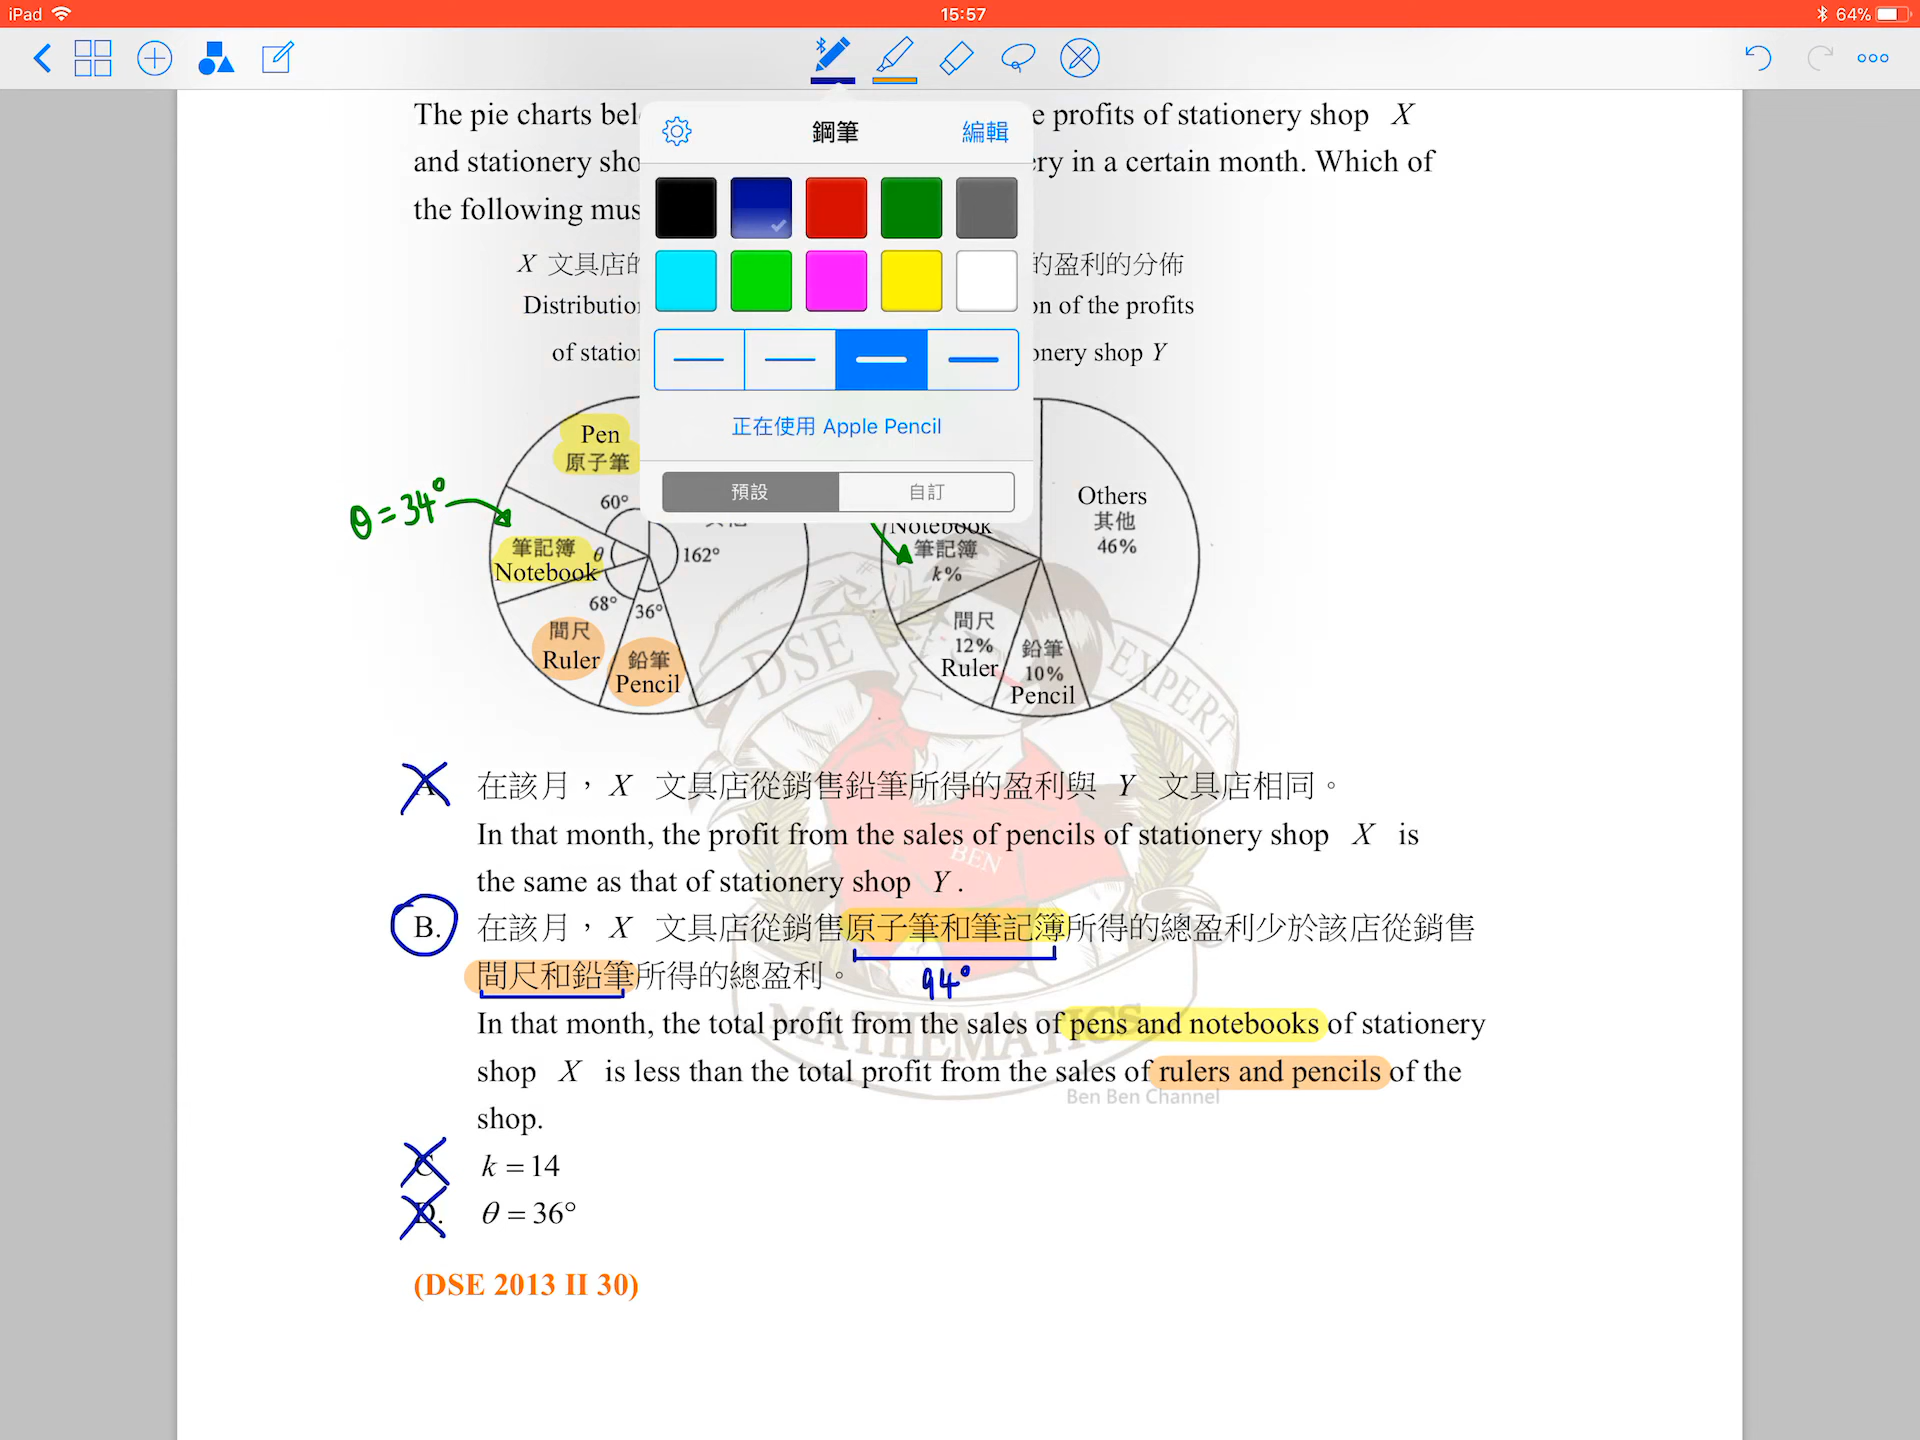 iPad
15:57
64%
The pie charts bel
e profits of stationery shop X
and stationery sho
ry in a certain month. Which of
the following mus
鋼筆
編輯
正在使用 Apple Pencil
預設
自訂
X 文具店的
的盈利的分佈
Distributio
n of the profits
of statio
nery shop Y
Pen
原子筆
60°
θ = 34°
筆記簿 θ
Notebook
162°
68°
36°
間尺
Ruler
鉛筆
Pencil
其他
Others
其他
46%
Notebook
筆記簿
k%
間尺
12%
Ruler
鉛筆
10%
Pencil
DSE EXPERT
BEN
A. 在該月，X 文具店從銷售鉛筆所得的盈利與 Y 文具店相同。
In that month, the profit from the sales of pencils of stationery shop X is
the same as that of stationery shop Y.
B. 在該月，X 文具店從銷售原子筆和筆記簿所得的總盈利少於該店從銷售
間尺和鉛筆所得的總盈利。
94°
In that month, the total profit from the sales of pens and notebooks of stationery
MATHEMATICS
shop X is less than the total profit from the sales of rulers and pencils of the
Ben Ben Channel
shop.
C k = 14
D. θ = 36°
(DSE 2013 II 30)